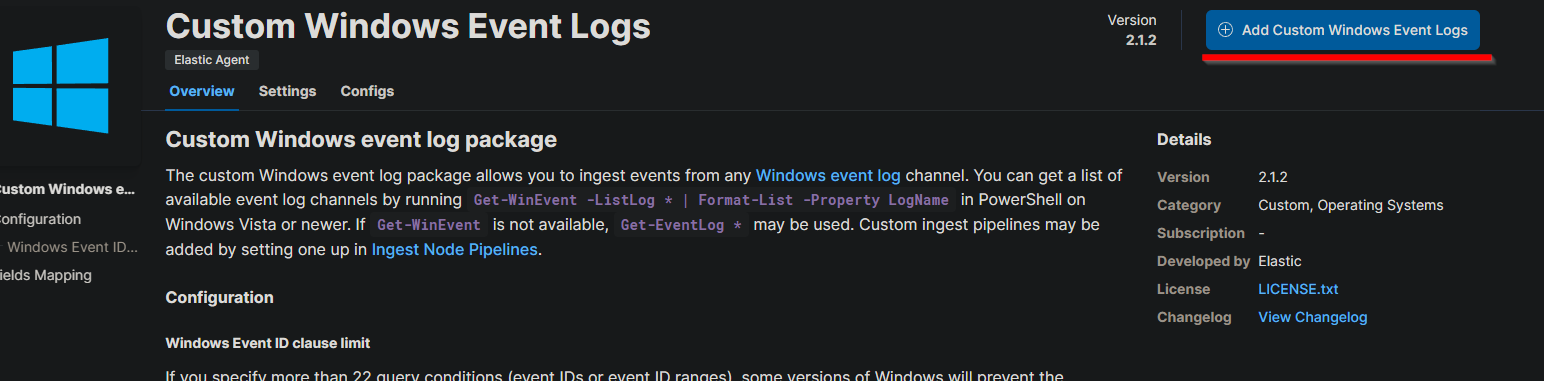 Custom Windows Event Logs
Version
2.1.2
Add Custom Windows Event Logs
Elastic Agent
Overview
Settings
Configs
Custom Windows event log package
The custom Windows event log package allows you to ingest events from any Windows event log channel. You can get a list of
available event log channels by running Get-WinEvent -ListLog * | Format-List -Property LogName in PowerShell on
Windows Vista or newer. If Get-WinEvent is not available, Get-EventLog * may be used. Custom ingest pipelines may be
added by setting one up in Ingest Node Pipelines.
Configuration
Windows Event ID clause limit
If you specify more than 22 query conditions (event IDs or event ID ranges), some versions of Windows will prevent the
ustom Windows e...
onfiguration
Windows Event ID...
ields Mapping
Details
Version 2.1.2
Category Custom, Operating Systems
Subscription -
Developed by Elastic
License LICENSE.txt
Changelog View Changelog